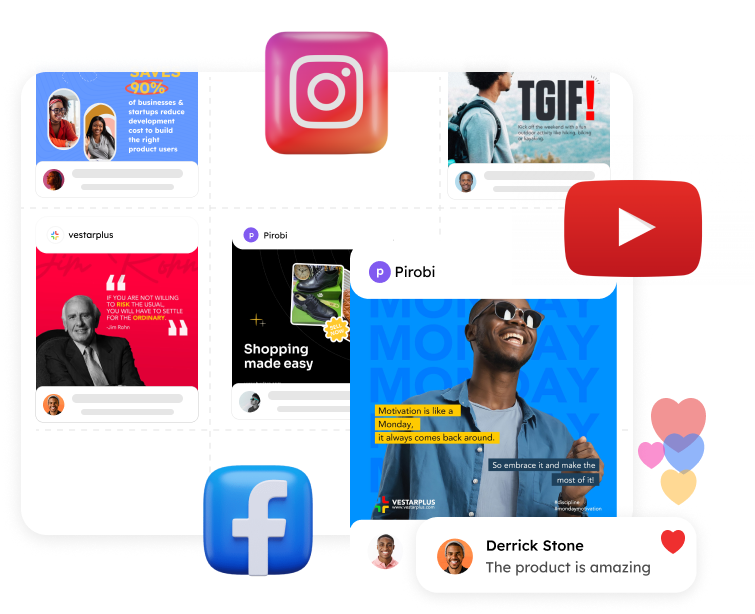 SAVES
90%
of businesses &
startups reduce
development
cost to build
the right
product users
TGIF!
Kick off the weekend with a fun
outdoor activity like hiking, biking
or kayaking.
vestarplus
Jim Rohn
IF YOU ARE NOT WILLING
TO RISK THE USUAL,
YOU WILL HAVE TO SETTLE
FOR THE ORDINARY.
-Jim Rohn
p Pirobi
SELL
NOW
Shopping
made easy
p Pirobi
MONDAY
MONDAY
MONDAY
Motivation is like a
Monday,
it always comes back around.
So embrace it and make the
most of it!
VESTARPLUS
www.vestarplus.com
#discipline
#mondaymotivation
Derrick Stone
The product is amazing